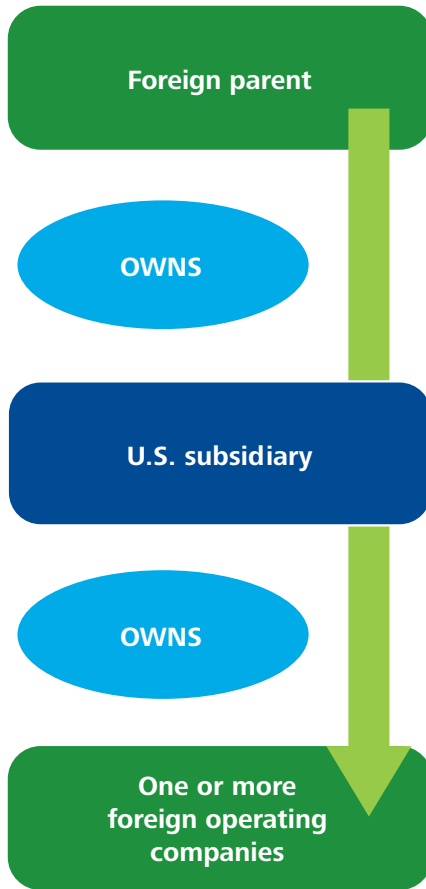 Foreign parent
OWNS
U.S. subsidiary
OWNS
One or more
foreign operating
companies